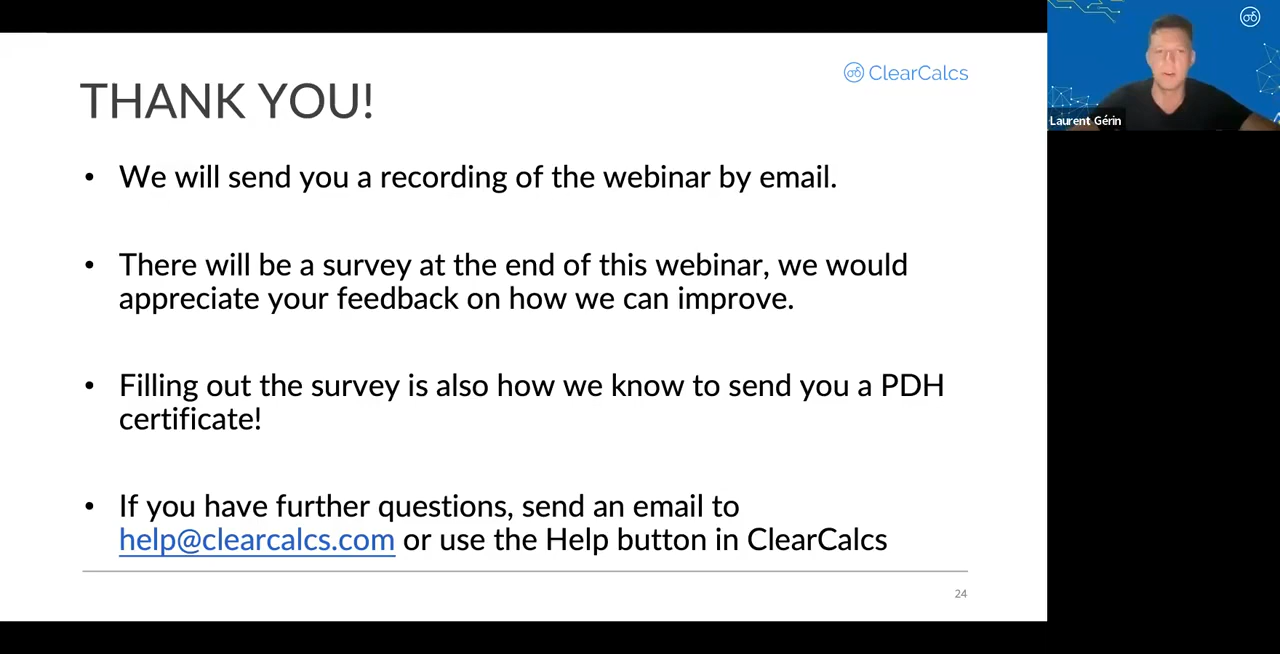 ClearCalcs
THANK YOU!
• We will send you a recording of the webinar by email.
• There will be a survey at the end of this webinar, we would
appreciate your feedback on how we can improve.
• Filling out the survey is also how we know to send you a PDH
certificate!
• If you have further questions, send an email to
help@clearcalcs.com or use the Help button in ClearCalcs
24
Laurent Gérin